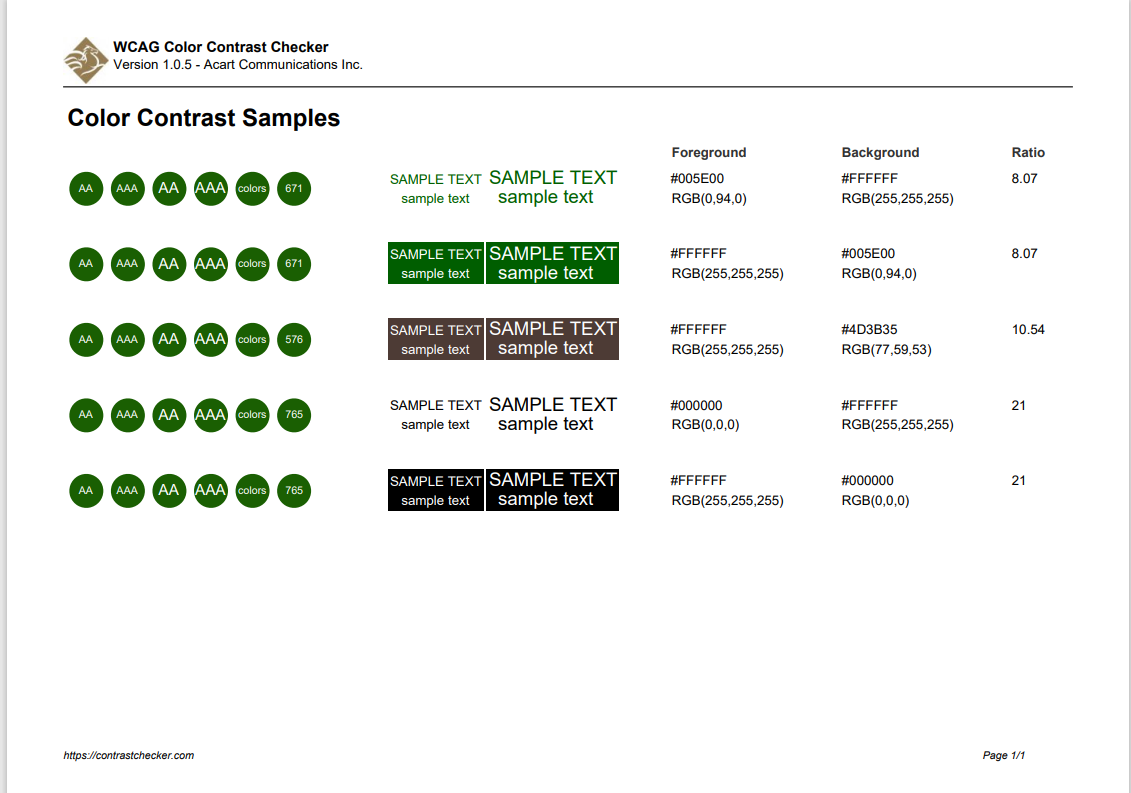 WCAG Color Contrast Checker
Version 1.0.5 - Acart Communications Inc.
Color Contrast Samples
Foreground Background Ratio
AA AAA AA AAA colors 671 SAMPLE TEXT SAMPLE TEXT #005E00 #FFFFFF 8.07
sample text sample text RGB(0,94,0) RGB(255,255,255)
AA AAA AA AAA colors 671 SAMPLE TEXT SAMPLE TEXT #FFFFFF #005E00 8.07
sample text sample text RGB(255,255,255) RGB(0,94,0)
AA AAA AA AAA colors 576 SAMPLE TEXT SAMPLE TEXT #FFFFFF #4D3B35 10.54
sample text sample text RGB(255,255,255) RGB(77,59,53)
AA AAA AA AAA colors 765 SAMPLE TEXT SAMPLE TEXT #000000 #FFFFFF 21
sample text sample text RGB(0,0,0) RGB(255,255,255)
AA AAA AA AAA colors 765 SAMPLE TEXT SAMPLE TEXT #FFFFFF #000000 21
sample text sample text RGB(255,255,255) RGB(0,0,0)
https://contrastchecker.com Page 1/1